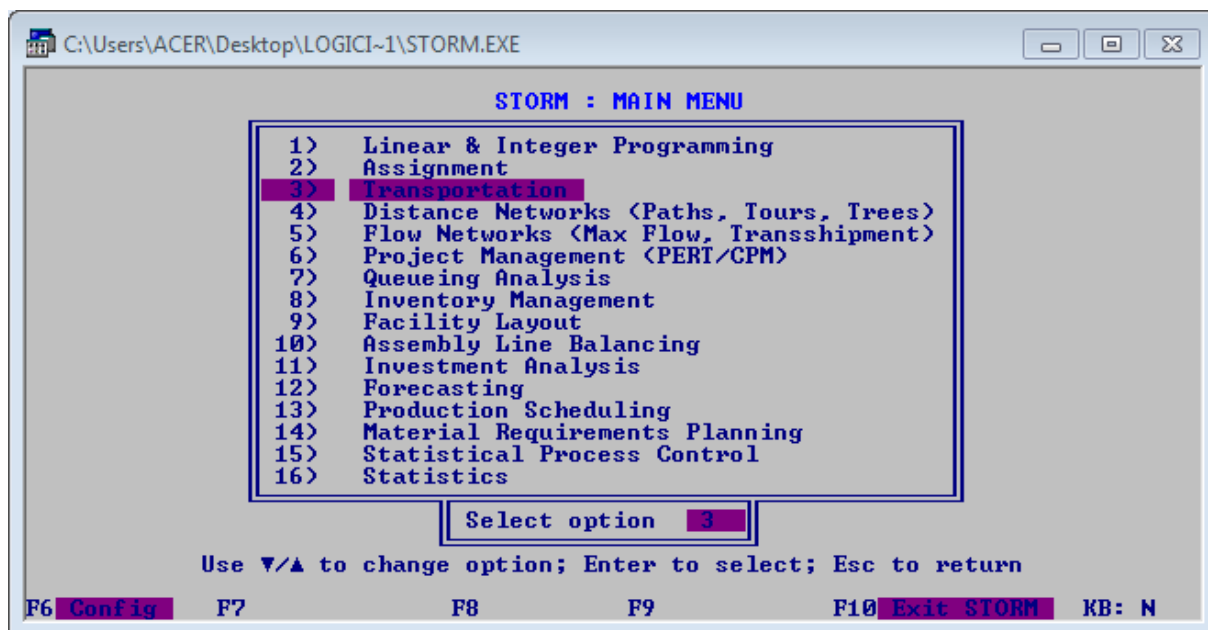 C:\Users\ACER\Desktop\LOGICI~1\STORM.EXE
STORM : MAIN MENU
1) Linear & Integer Programming
2) Assignment
3) Transportation
4) Distance Networks (Paths, Tours, Trees)
5) Flow Networks (Max Flow, Transshipment)
6) Project Management (PERT/CPM)
7) Queueing Analysis
8) Inventory Management
9) Facility Layout
10) Assembly Line Balancing
11) Investment Analysis
12) Forecasting
13) Production Scheduling
14) Material Requirements Planning
15) Statistical Process Control
16) Statistics
Select option 3
Use ▼/▲ to change option; Enter to select; Esc to return
F6 Config F7 F8 F9 F10 Exit STORM KB: N